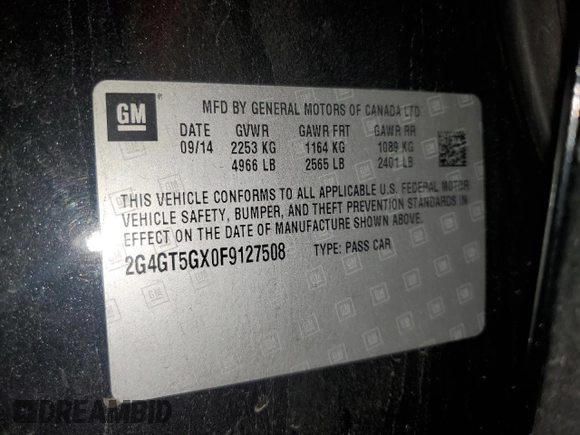 GM
MFD BY GENERAL MOTORS OF CANADA LTD
DATE GVWR GAWR FRT GAWR RR
09/14 2253 KG 1164 KG 1089 KG
4966 LB 2565 LB 2401 LB
THIS VEHICLE CONFORMS TO ALL APPLICABLE U.S. FEDERAL MOTOR
VEHICLE SAFETY, BUMPER, AND THEFT PREVENTION STANDARDS IN
EFFECT ON THE DATE OF MANUFACTURE SHOWN ABOVE.
2G4GT5GX0F9127508 TYPE: PASS CAR
DREAMBID